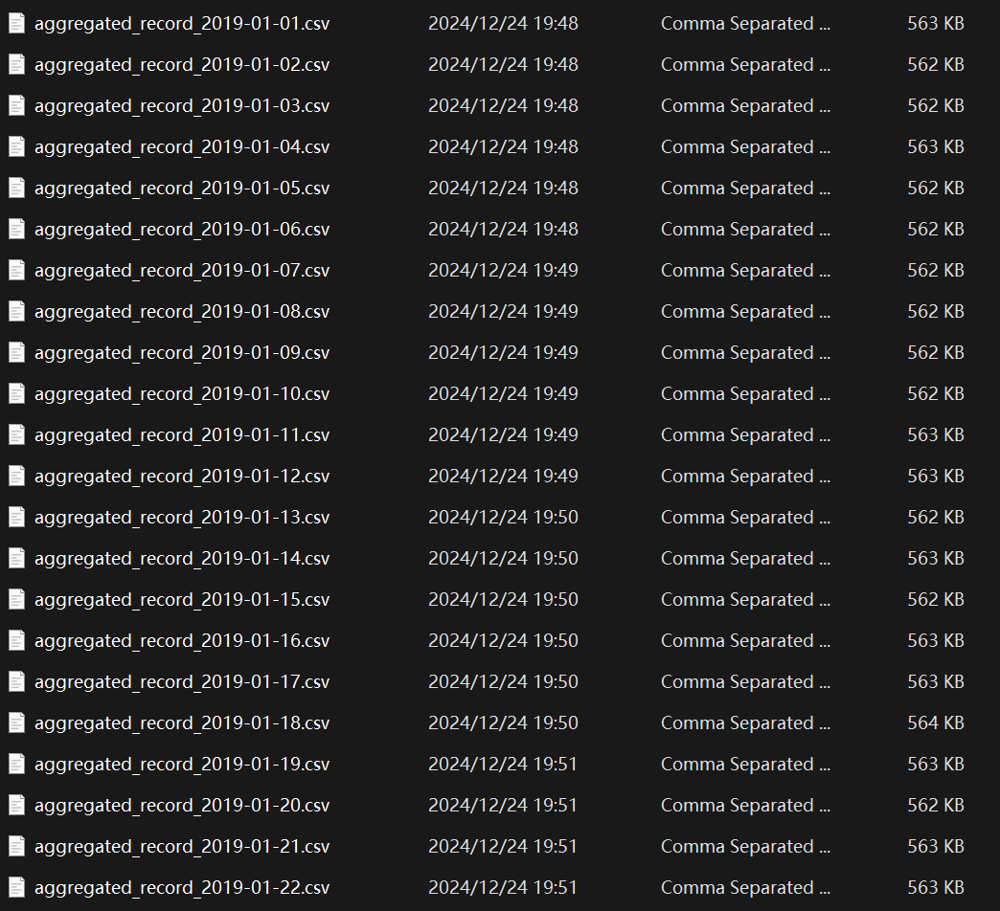 aggregated_record_2019-01-01.csv 2024/12/24 19:48 Comma Separated ... 563 KB
aggregated_record_2019-01-02.csv 2024/12/24 19:48 Comma Separated ... 562 KB
aggregated_record_2019-01-03.csv 2024/12/24 19:48 Comma Separated ... 562 KB
aggregated_record_2019-01-04.csv 2024/12/24 19:48 Comma Separated ... 563 KB
aggregated_record_2019-01-05.csv 2024/12/24 19:48 Comma Separated ... 562 KB
aggregated_record_2019-01-06.csv 2024/12/24 19:48 Comma Separated ... 562 KB
aggregated_record_2019-01-07.csv 2024/12/24 19:49 Comma Separated ... 562 KB
aggregated_record_2019-01-08.csv 2024/12/24 19:49 Comma Separated ... 562 KB
aggregated_record_2019-01-09.csv 2024/12/24 19:49 Comma Separated ... 562 KB
aggregated_record_2019-01-10.csv 2024/12/24 19:49 Comma Separated ... 562 KB
aggregated_record_2019-01-11.csv 2024/12/24 19:49 Comma Separated ... 563 KB
aggregated_record_2019-01-12.csv 2024/12/24 19:49 Comma Separated ... 563 KB
aggregated_record_2019-01-13.csv 2024/12/24 19:50 Comma Separated ... 562 KB
aggregated_record_2019-01-14.csv 2024/12/24 19:50 Comma Separated ... 563 KB
aggregated_record_2019-01-15.csv 2024/12/24 19:50 Comma Separated ... 562 KB
aggregated_record_2019-01-16.csv 2024/12/24 19:50 Comma Separated ... 563 KB
aggregated_record_2019-01-17.csv 2024/12/24 19:50 Comma Separated ... 563 KB
aggregated_record_2019-01-18.csv 2024/12/24 19:50 Comma Separated ... 564 KB
aggregated_record_2019-01-19.csv 2024/12/24 19:51 Comma Separated ... 563 KB
aggregated_record_2019-01-20.csv 2024/12/24 19:51 Comma Separated ... 562 KB
aggregated_record_2019-01-21.csv 2024/12/24 19:51 Comma Separated ... 563 KB
aggregated_record_2019-01-22.csv 2024/12/24 19:51 Comma Separated ... 563 KB